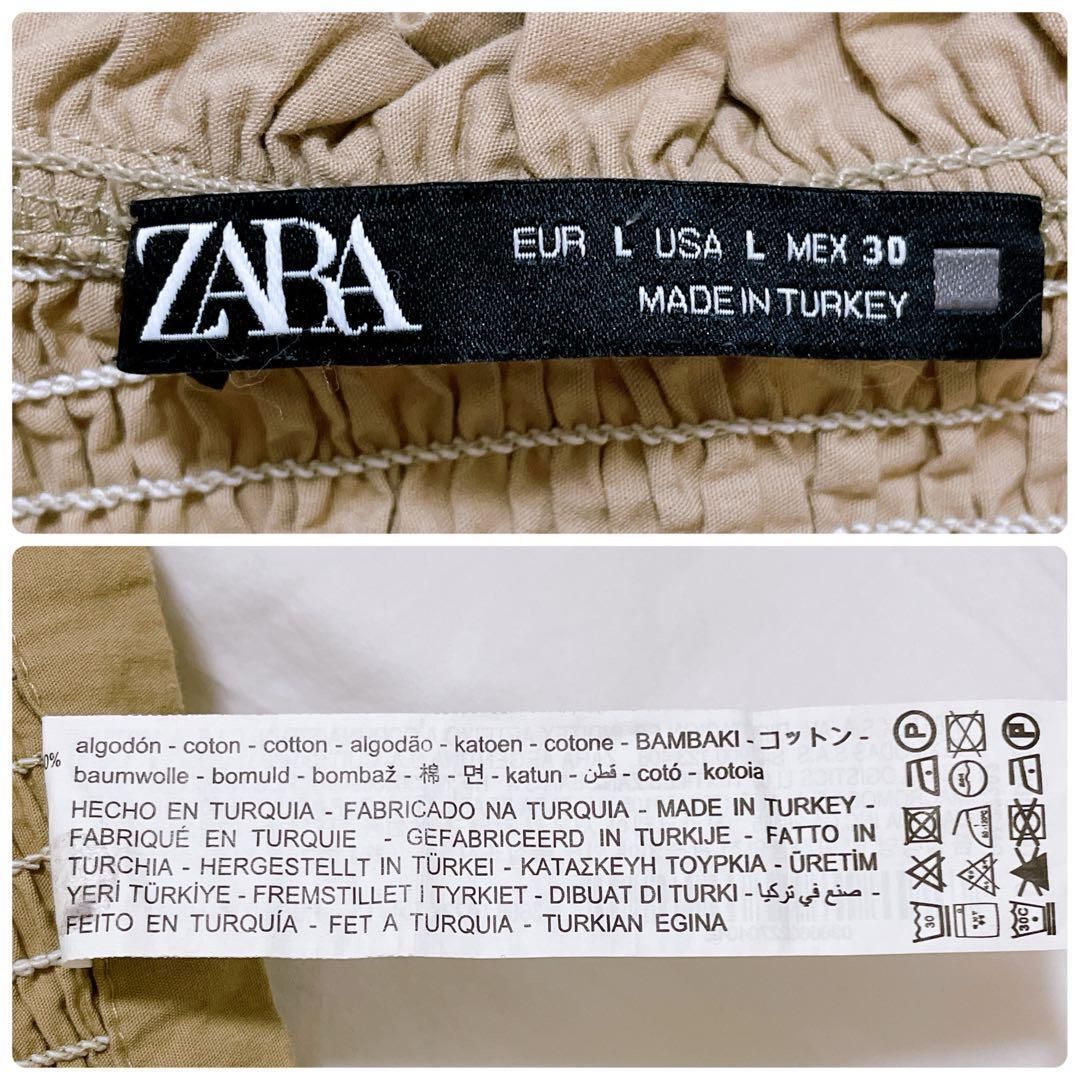 ZARA
EUR L USA L MEX 30
MADE IN TURKEY
0%
algodón - coton - cotton - algodão - katoen - cotone - BAMBAKI - コットン -
baumwolle - bomuld - bombaž - 棉 - 면 - katun - قطن - cotó - kotoia
HECHO EN TURQUIA - FABRICADO NA TURQUIA - MADE IN TURKEY -
FABRIQUÉ EN TURQUIE - GEFABRICEERD IN TURKIJE - FATTO IN
TURCHIA - HERGESTELLT IN TÜRKEI - ΚΑΤΑΣΚΕΥΗ ΤΟΥΡΚΙΑ - ÜRETİM
YERİ TÜRKİYE - FREMSTILLET I TYRKIET - DIBUAT DI TURKI - صنع في تركيا -
FEITO EN TURQUÍA - FET A TURQUIA - TURKIAN EGINA
P
30
30C